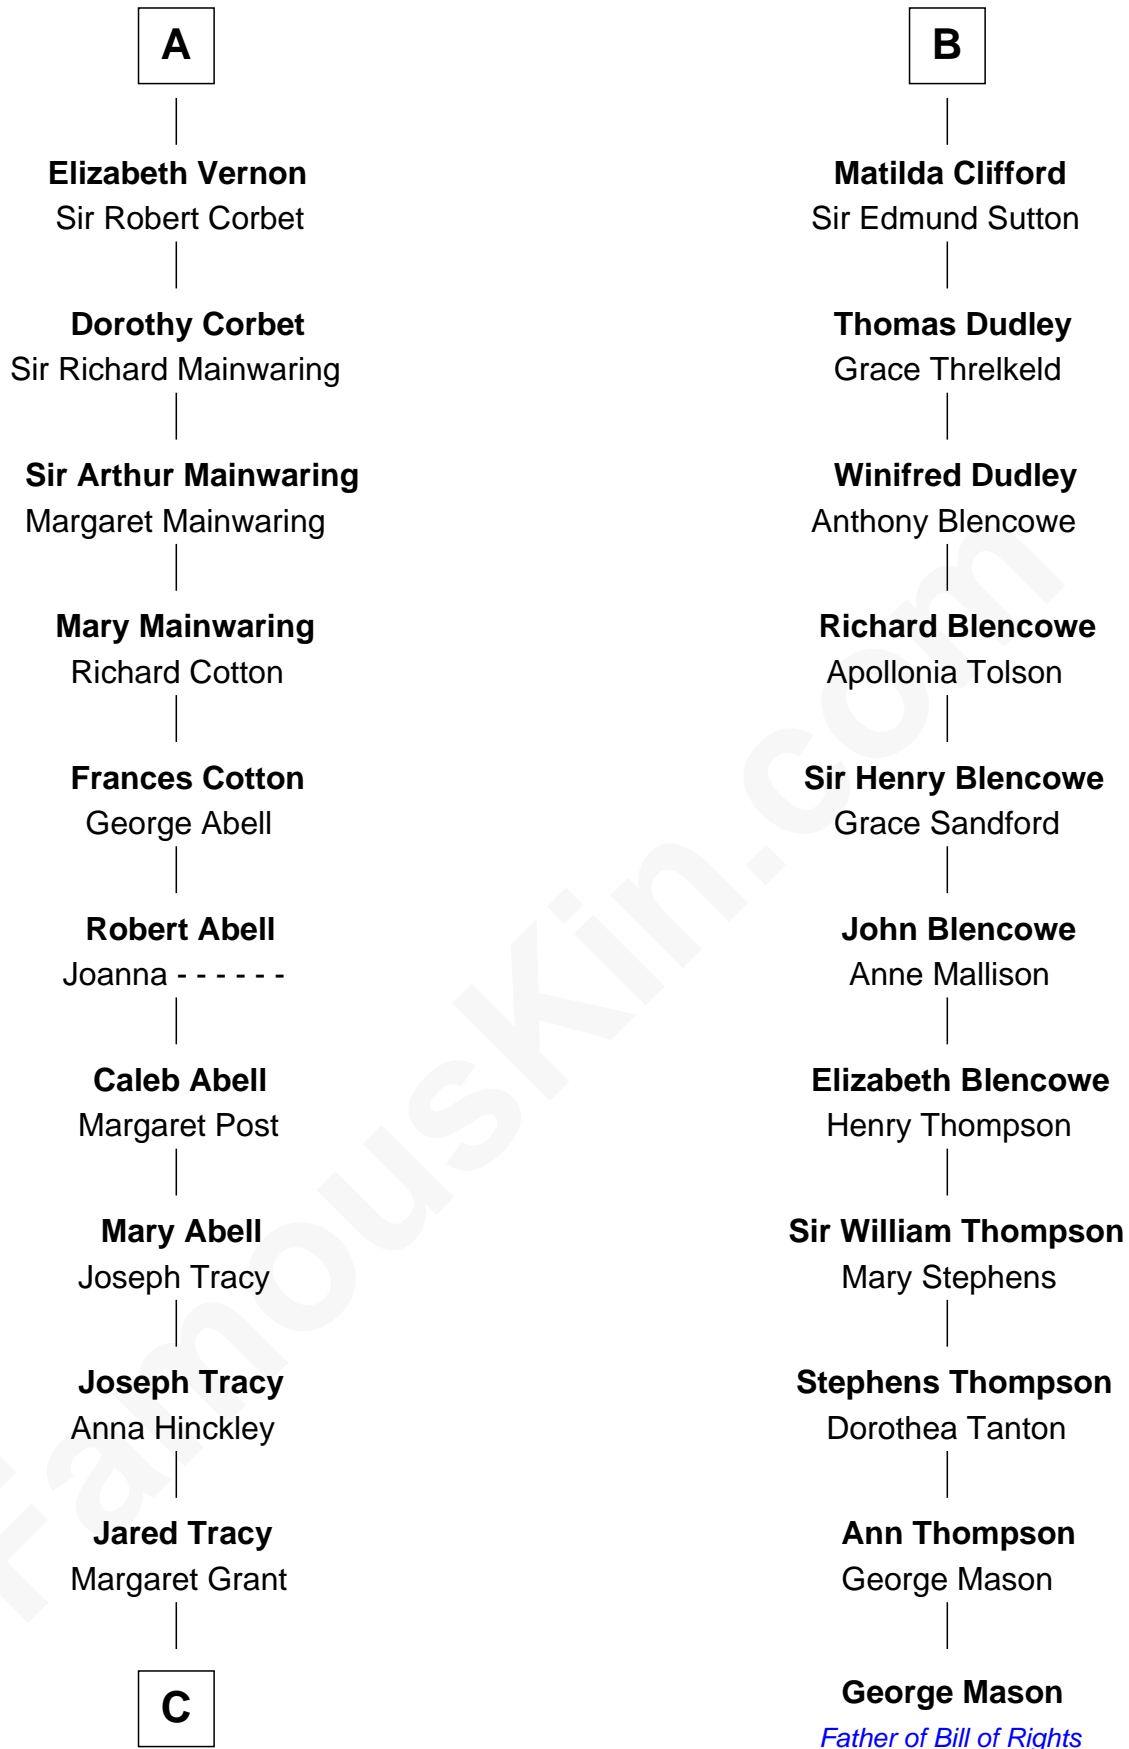 A
Elizabeth Vernon
Sir Robert Corbet
Dorothy Corbet
Sir Richard Mainwaring
Sir Arthur Mainwaring
Margaret Mainwaring
Mary Mainwaring
Richard Cotton
Frances Cotton
George Abell
Robert Abell
Joanna - - - - - -
Caleb Abell
Margaret Post
Mary Abell
Joseph Tracy
Joseph Tracy
Anna Hinckley
Jared Tracy
Margaret Grant
C
B
Matilda Clifford
Sir Edmund Sutton
Thomas Dudley
Grace Threlkeld
Winifred Dudley
Anthony Blencowe
Richard Blencowe
Apollonia Tolson
Sir Henry Blencowe
Grace Sandford
John Blencowe
Anne Mallison
Elizabeth Blencowe
Henry Thompson
Sir William Thompson
Mary Stephens
Stephens Thompson
Dorothea Tanton
Ann Thompson
George Mason
George Mason
Father of Bill of Rights
FamousKin.com